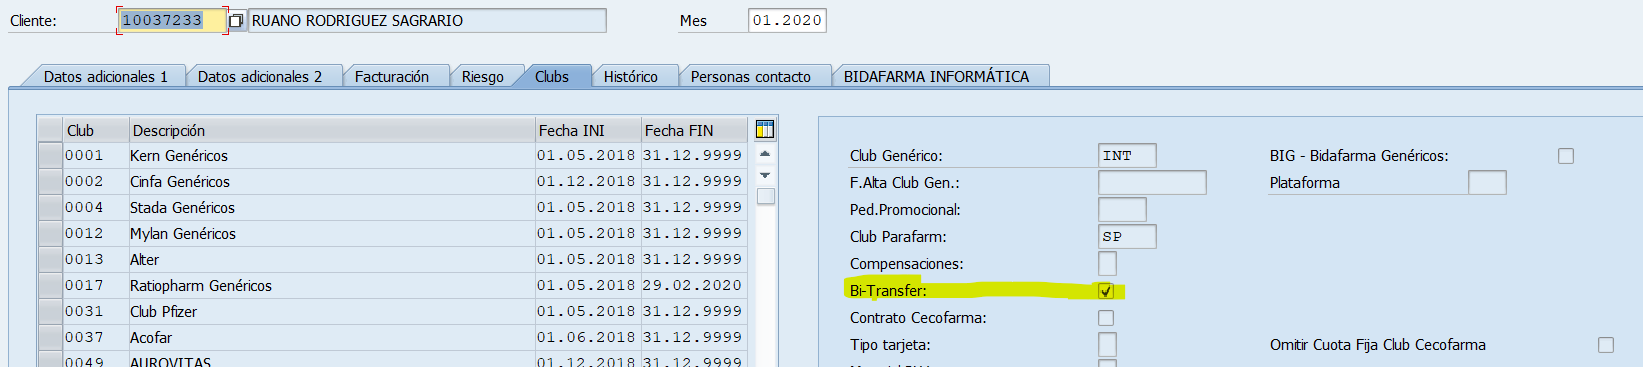 Cliente: 10037233 RUANO RODRIGUEZ SAGRARIO Mes 01.2020
Datos adicionales 1 Datos adicionales 2 Facturación Riesgo Clubs Histórico Personas contacto BIDAFARMA INFORMÁTICA
Club Descripción Fecha INI Fecha FIN
0001 Kern Genéricos 01.05.2018 31.12.9999
0002 Cinfa Genéricos 01.12.2018 31.12.9999
0004 Stada Genéricos 01.05.2018 31.12.9999
0012 Mylan Genéricos 01.05.2018 31.12.9999
0013 Alter 01.05.2018 31.12.9999
0017 Ratiopharm Genéricos 01.05.2018 29.02.2020
0031 Club Pfizer 01.05.2018 31.12.9999
0037 Acofar 01.06.2018 31.12.9999
0049 AUROVITAS 01.12.2018 31.12.9999
Club Genérico: INT BIG - Bidafarma Genéricos:
F.Alta Club Gen.: Plataforma
Ped.Promocional:
Club Parafarm: SP
Compensaciones:
Bi-Transfer:
Contrato Cecofarma:
Tipo tarjeta: Omitir Cuota Fija Club Cecofarma